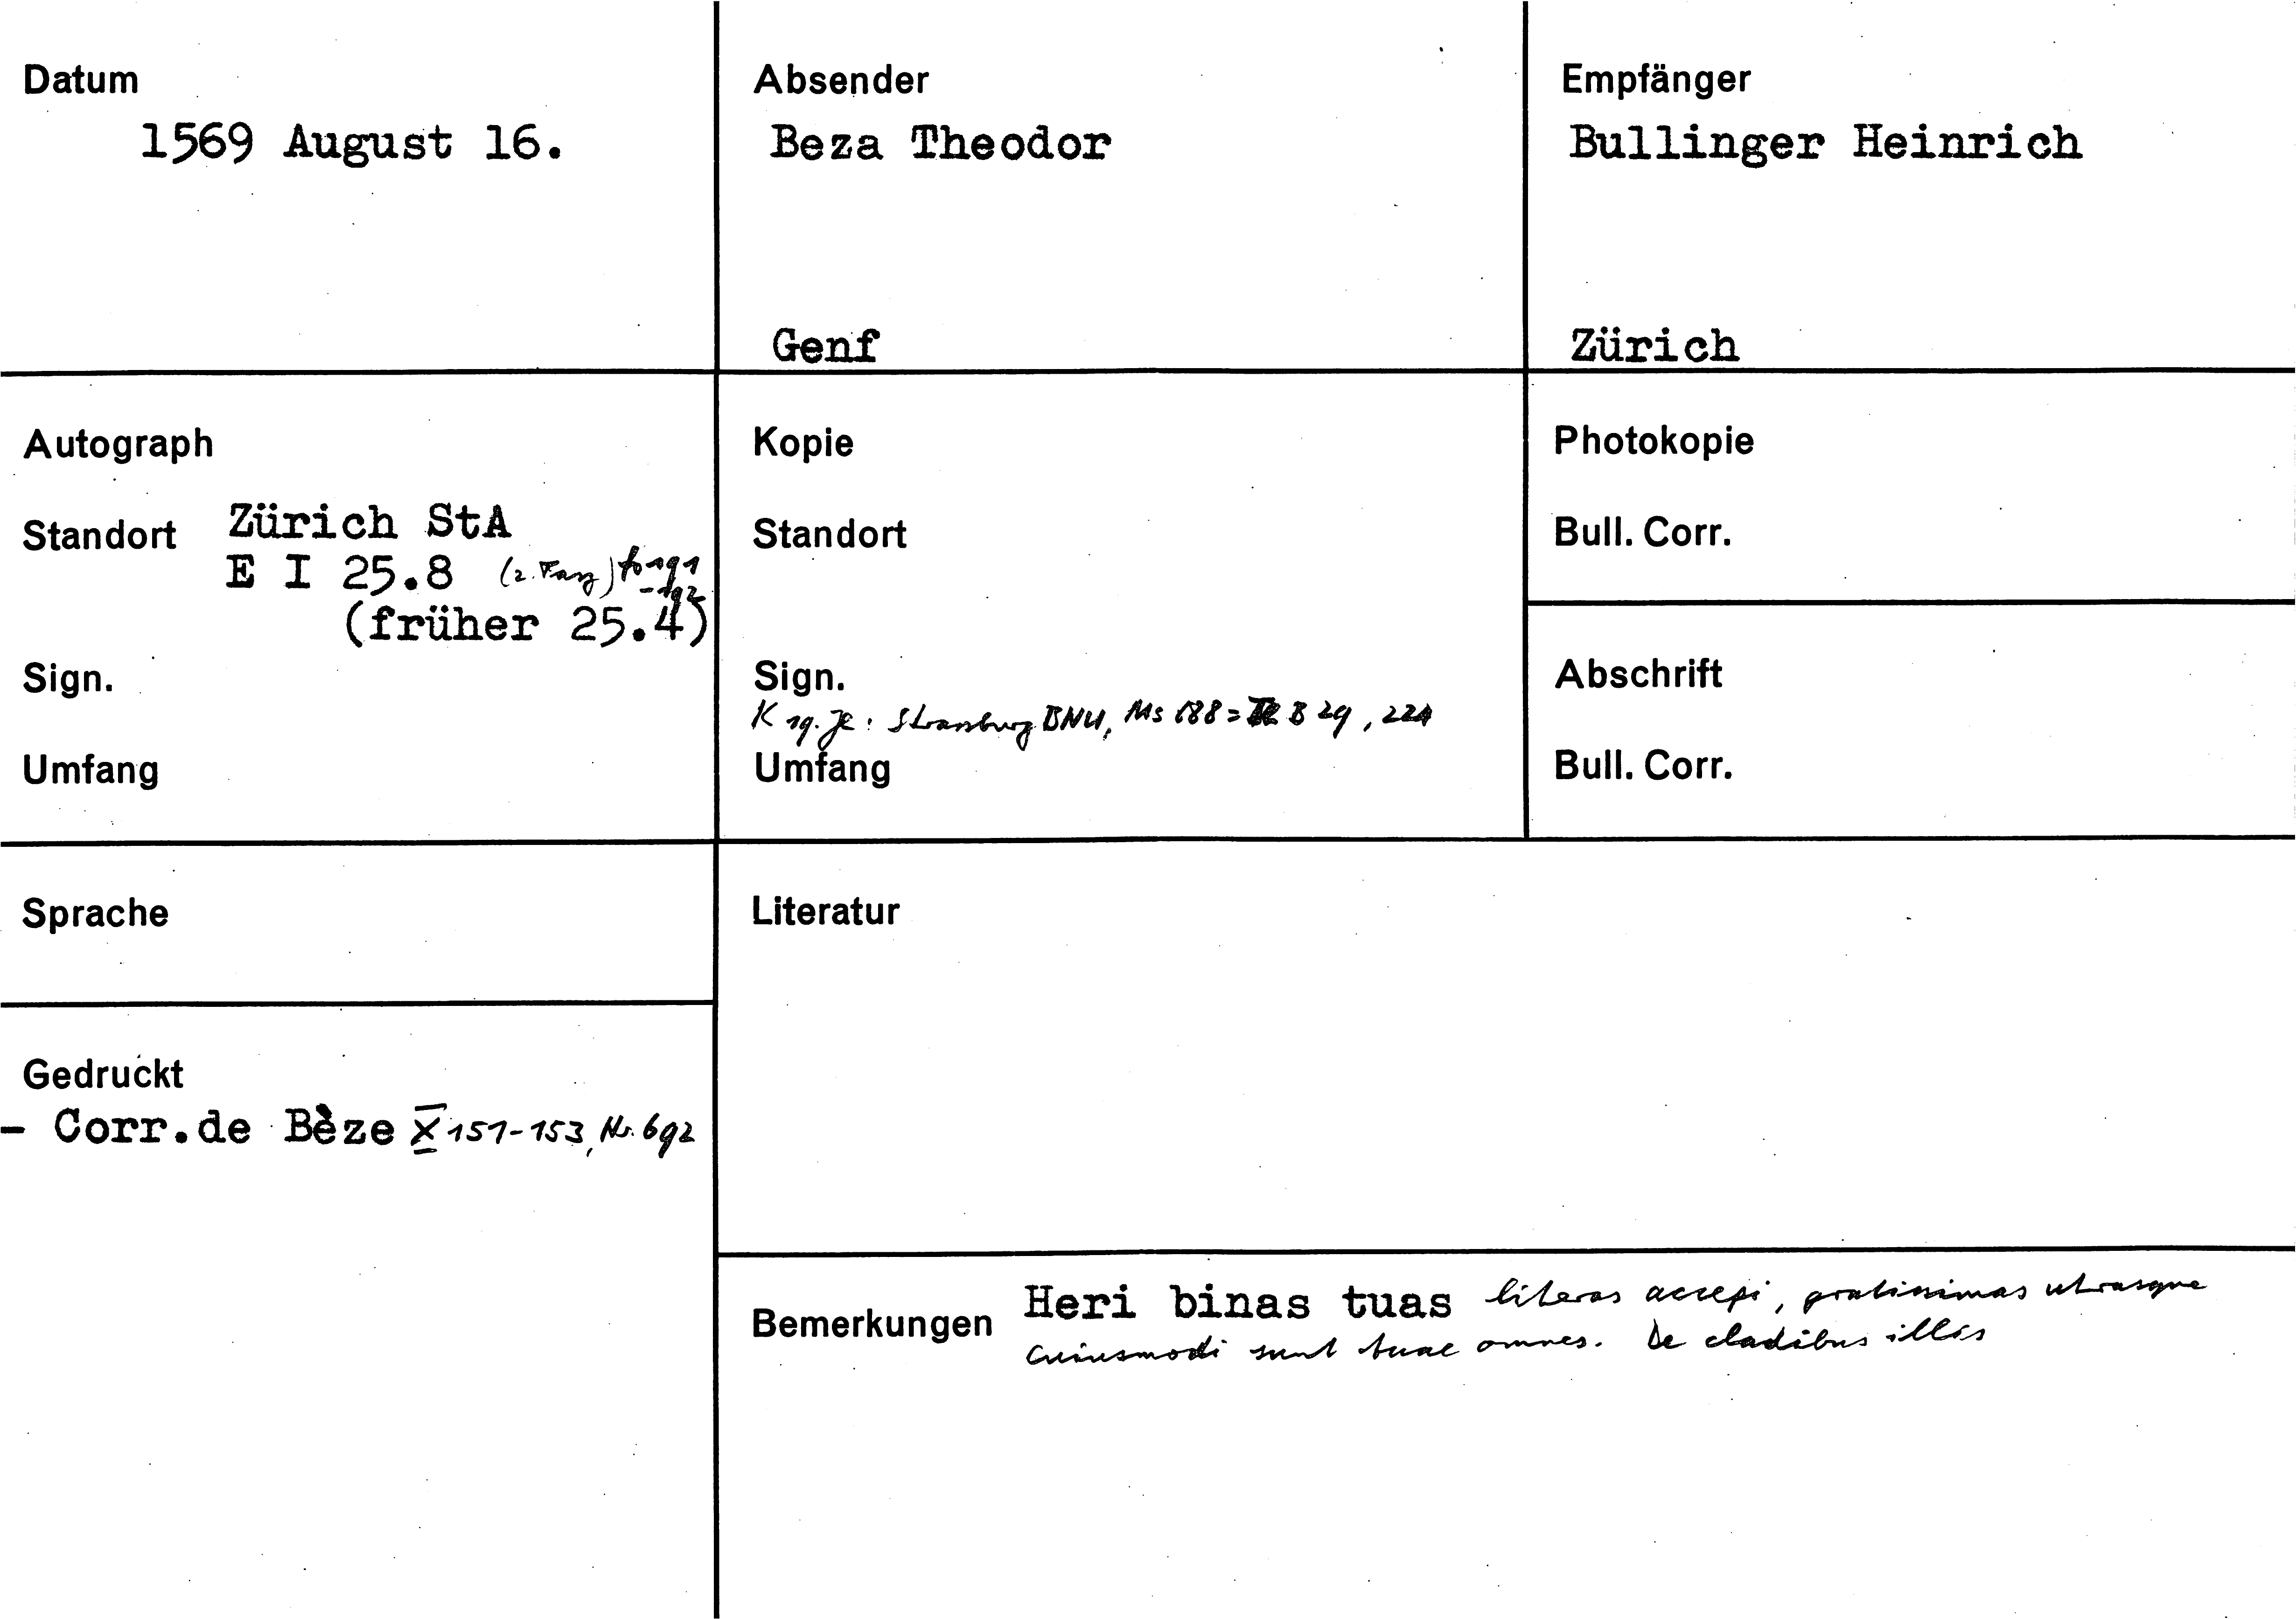 Datum
1569 August 16.
Absender
Beza Theodor
Genf
Empfänger
Bullinger Heinrich
Zürich
Autograph
Standort Zürich StA
E I 25.8 (2. Fasz) fo 191
-192
(früher 25.4)
Sign.
Umfang
Kopie
Standort
Sign.
K 19. Jh: Strassburg BNU, Ms 188 = B 29, 221
Umfang
Photokopie
Bull. Corr.
Abschrift
Bull. Corr.
Sprache
Gedruckt
- Corr.de Bèze X 151-153, Nr. 692
Literatur
Bemerkungen Heri binas tuas literas accepi, gratissimas utrasque
cuiusmodi sunt tuae omnes. De cladibus illis